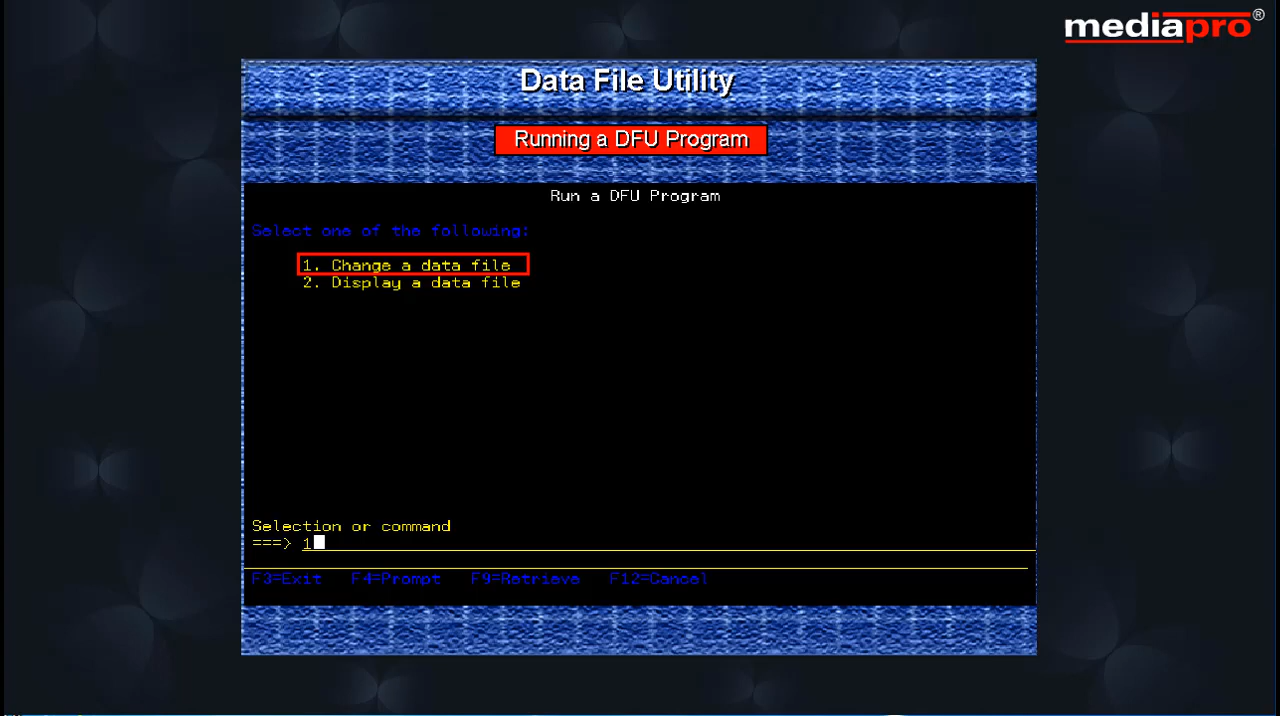 mediapro®
Data File Utility
Running a DFU Program
Run a DFU Program
Select one of the following:
1. Change a data file
2. Display a data file
Selection or command
===> 1
F3=Exit F4=Prompt F9=Retrieve F12=Cancel